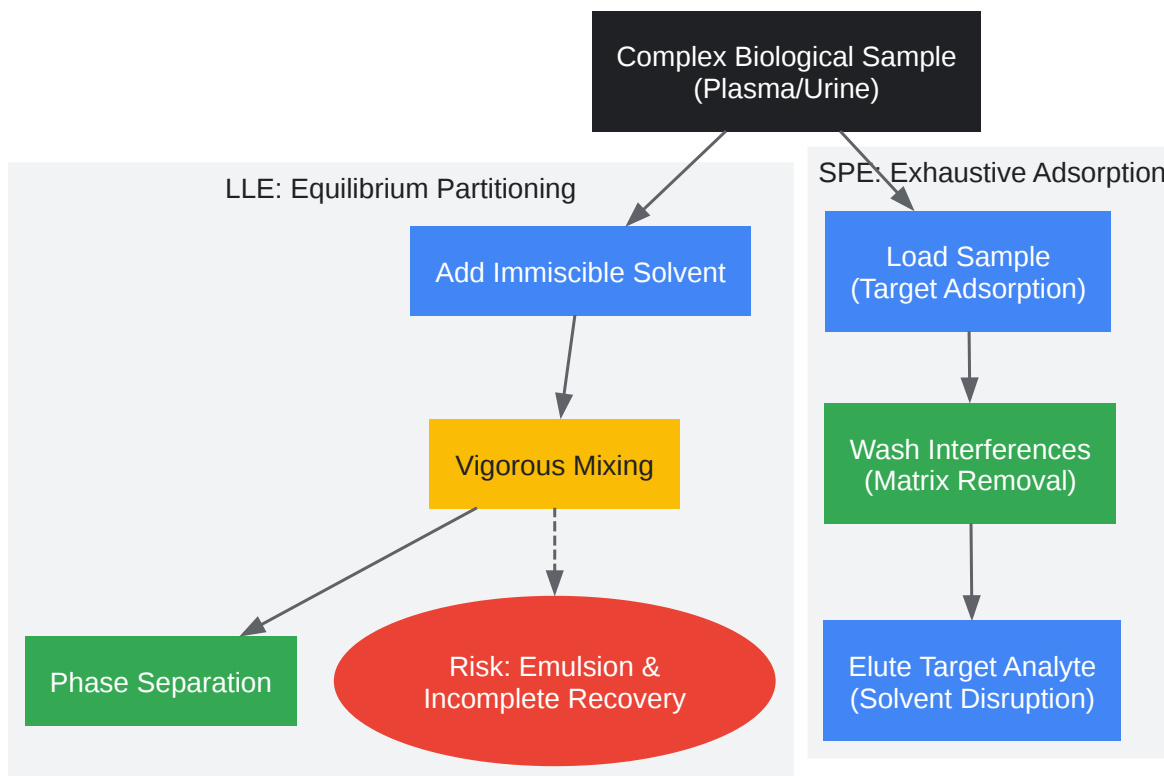 Complex Biological Sample
(Plasma/Urine)
LLE: Equilibrium Partitioning
Add Immiscible Solvent
Vigorous Mixing
Phase Separation
Risk: Emulsion &
Incomplete Recovery
SPE: Exhaustive Adsorption
Load Sample
(Target Adsorption)
Wash Interferences
(Matrix Removal)
Elute Target Analyte
(Solvent Disruption)